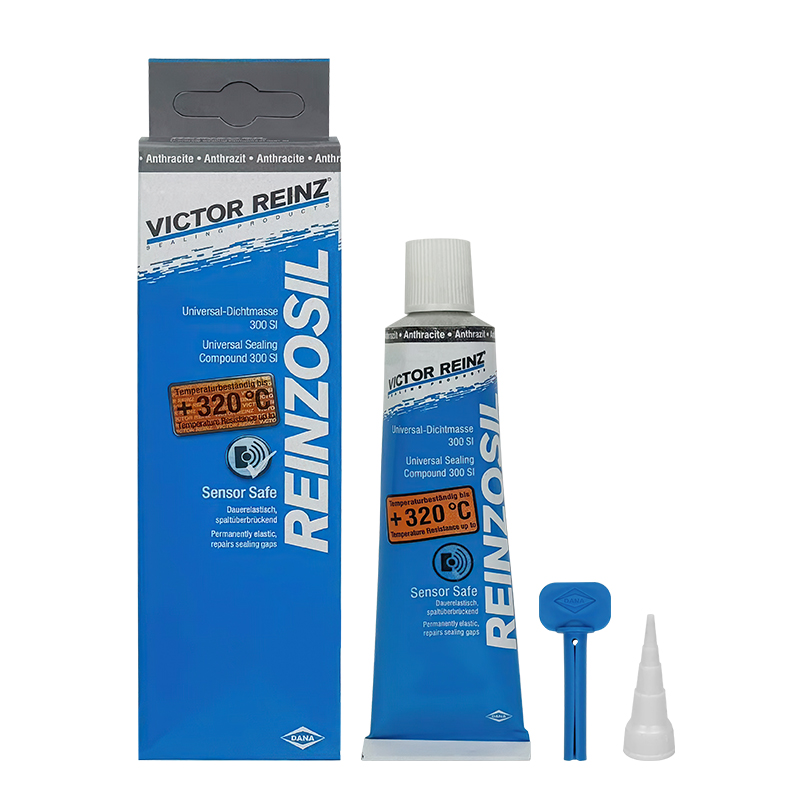 • Anthracite • Anthrazit • Anthracite • Anthr
VICTOR REINZ
SEALING PRODUCTS
REINZOSIL
Universal-Dichtmasse
300 SI
Universal Sealing
Compound 300 SI
Temperaturbeständig bis
+ 320 °C
Temperature Resistance up to
Sensor Safe
Dauerelastisch,
spaltüberbrückend
Permanently elastic,
repairs sealing gaps
DANA
• Anthracite • Anthrazit •
VICTOR REINZ
SEALING PRODUCTS
REINZOSIL
Universal-Dichtmasse
300 SI
Universal Sealing
Compound 300 SI
Temperaturbeständig bis
+ 320 °C
Temperature Resistance up to
Sensor Safe
Dauerelastisch,
spaltüberbrückend
Permanently elastic,
repairs sealing gaps
DANA
DANA